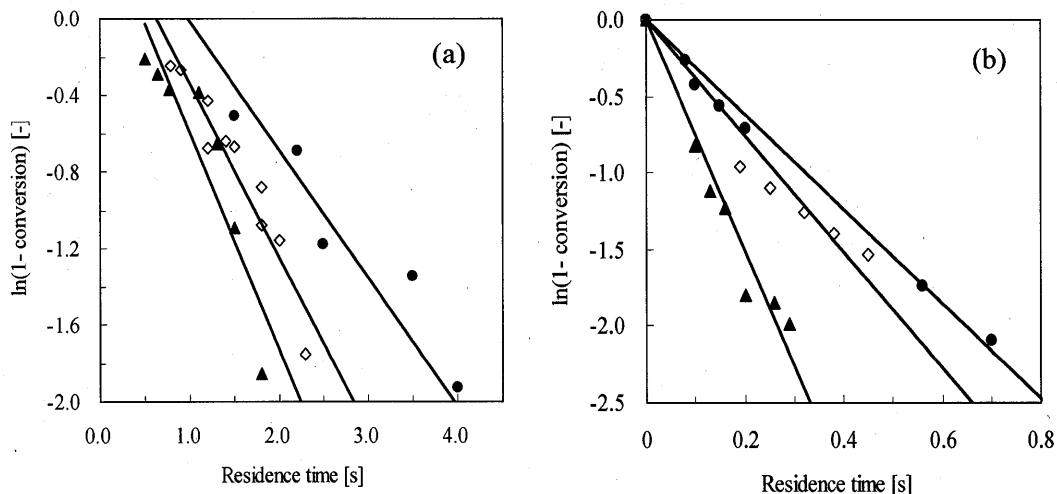 (a)
ln(1- conversion) [-]
0.0
-0.4
-0.8
-1.2
-1.6
-2.0
0.0 1.0 2.0 3.0 4.0
Residence time [s]
(b)
ln(1- conversion) [-]
0.0
-0.5
-1.0
-1.5
-2.0
-2.5
0 0.2 0.4 0.6 0.8
Residence time [s]